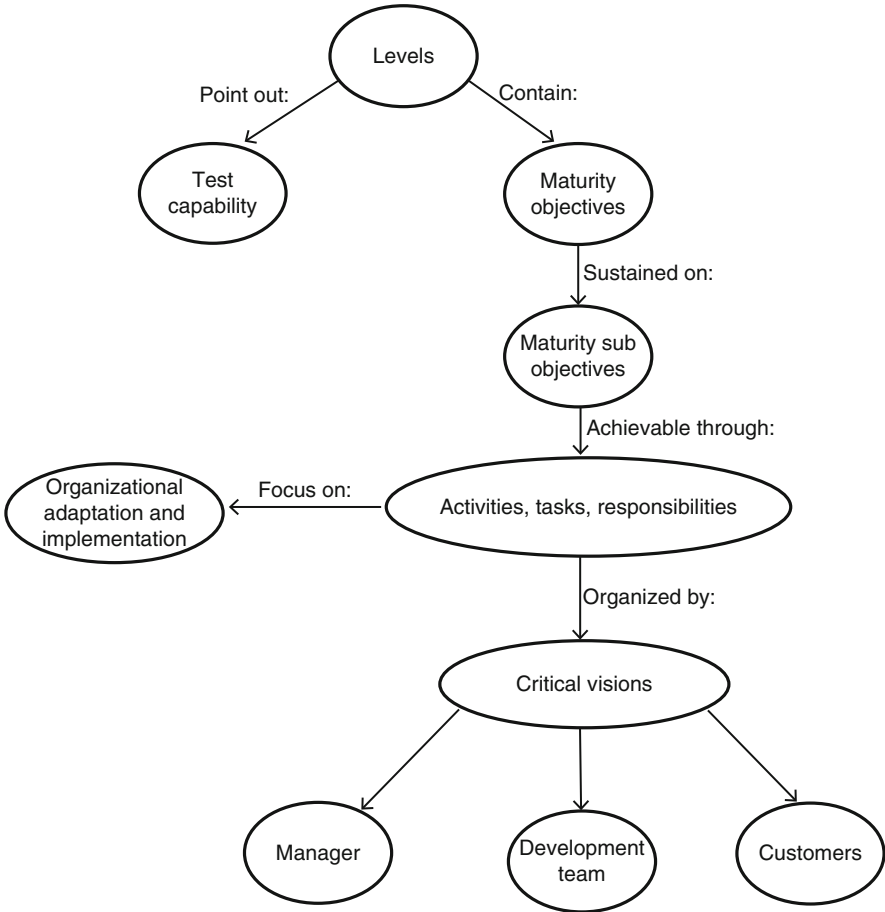 Levels
Point out:
Contain:
Test
capability
Maturity
objectives
Sustained on:
Maturity sub
objectives
Achievable through:
Organizational
adaptation and
implementation
Focus on:
Activities, tasks, responsibilities
Organized by:
Critical visions
Manager
Development
team
Customers